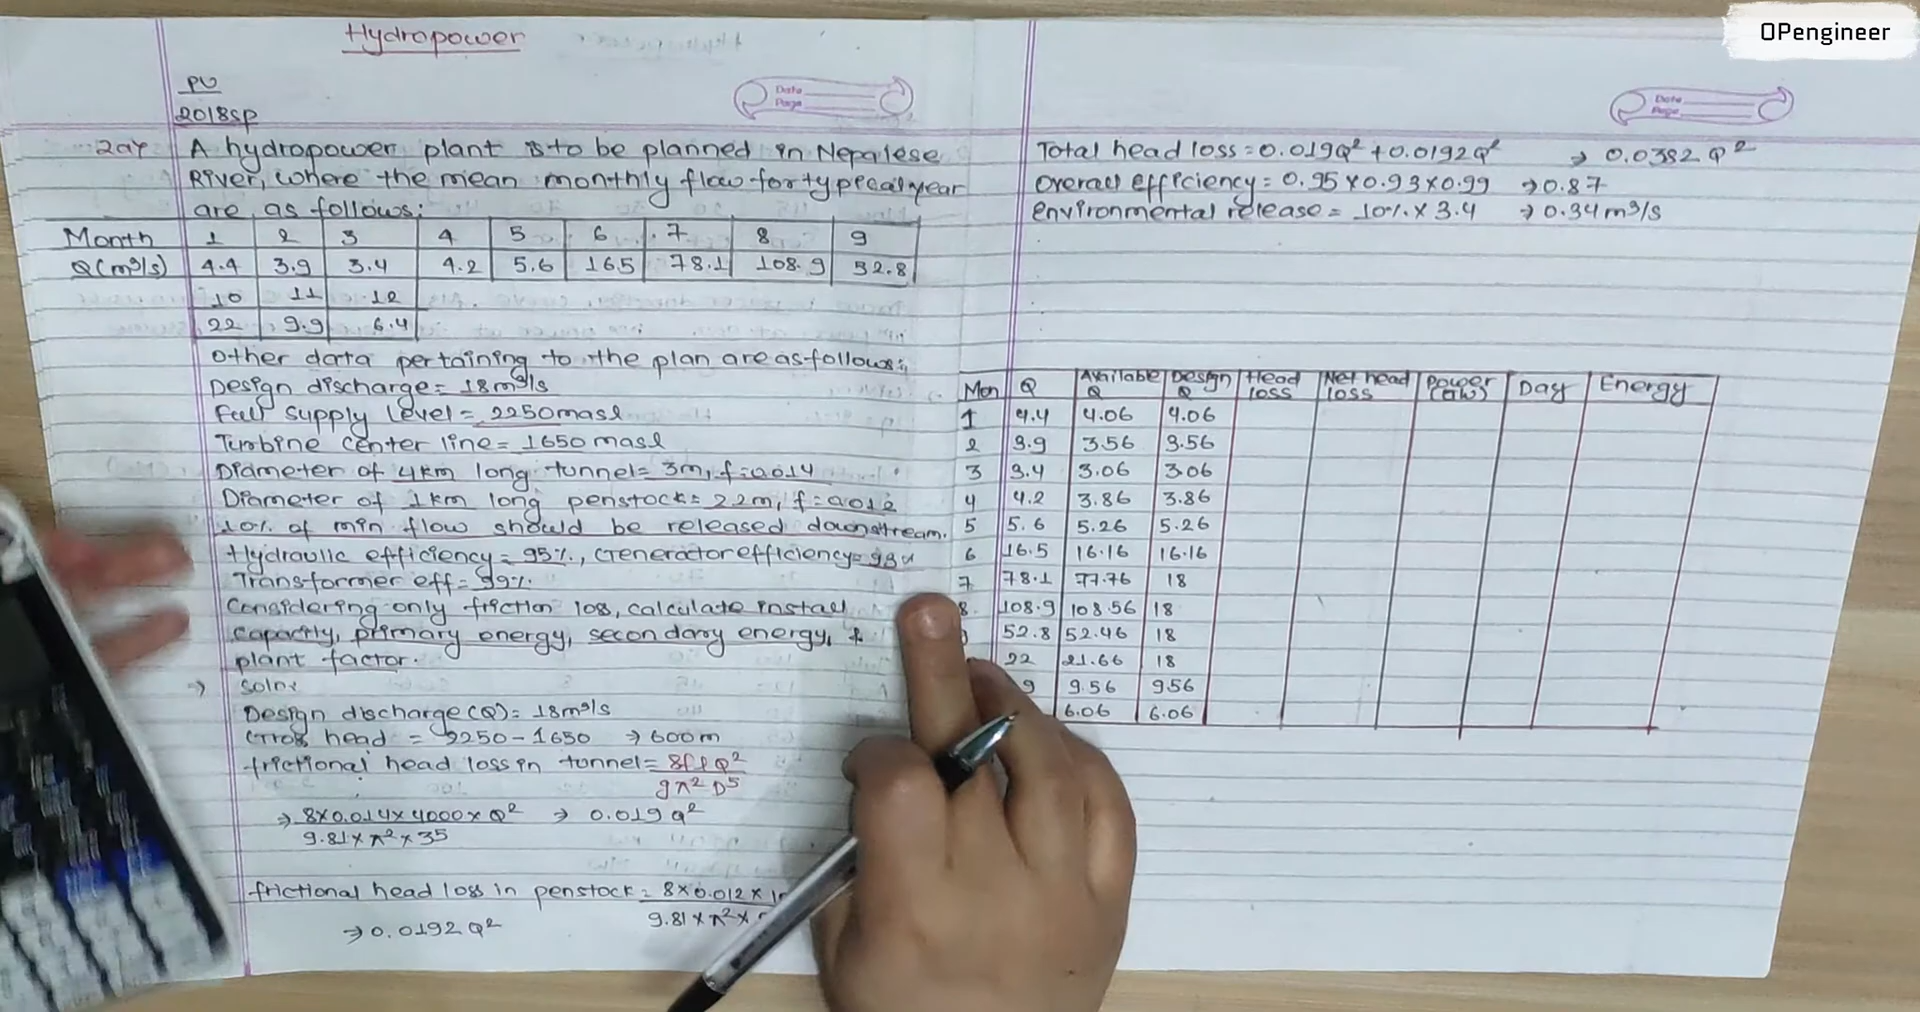 OPengineer
Hydropower
PU
2018sp
Date
Page
2a7 A hydropower plant is to be planned in Nepalese
River, where the mean monthly flow for typical year
are as follows:
Month 1 2 3 4 5 6 7 8 9
Q(m3/s) 4.4 3.9 3.4 4.2 5.6 16.5 78.1 108.9 52.8
10 11 12
22 9.9 6.4
Other data pertaining to the plan are as follows:
Design discharge = 18m3/s
Full supply level = 2250masl
Turbine center line = 1650 masl
Diameter of 4km long tunnel = 3m, f=0.014
Diameter of 1km long penstock = 2.2m, f=0.012
10% of min flow should be released downstream.
Hydraulic efficiency = 95%, Generator efficiency=93%
Transformer eff = 99%.
Considering only friction loss, calculate install
capacity, primary energy, secondary energy, &
plant factor.
⇒ Soln:
Design discharge (Q) = 18m3/s
Gross head = 2250 - 1650 ⇒ 600m
frictional head loss in tunnel = 8flQ²
gπ² D5
⇒ 8×0.014×4000×Q² ⇒ 0.019 Q²
9.81×π²×35
frictional head loss in penstock = 8×0.012×
9.81×π²×
⇒ 0.0192 Q²
Date
Page
Total head loss = 0.019Q² + 0.0192Q² ⇒ 0.0382 Q²
Overall efficiency = 0.95×0.93×0.99 ⇒ 0.87
environmental release = 10%×3.4 ⇒ 0.34m3/s
Mon Q Available Q Design Q Head loss Net head loss Power Day Energy
1 4.4 4.06 4.06
2 3.9 3.56 3.56
3 3.4 3.06 3.06
4 4.2 3.86 3.86
5 5.6 5.26 5.26
6 16.5 16.16 16.16
7 78.1 77.76 18
8 108.9 108.56 18
52.8 52.46 18
22 21.66 18
9 9.56 9.56
6.06 6.06